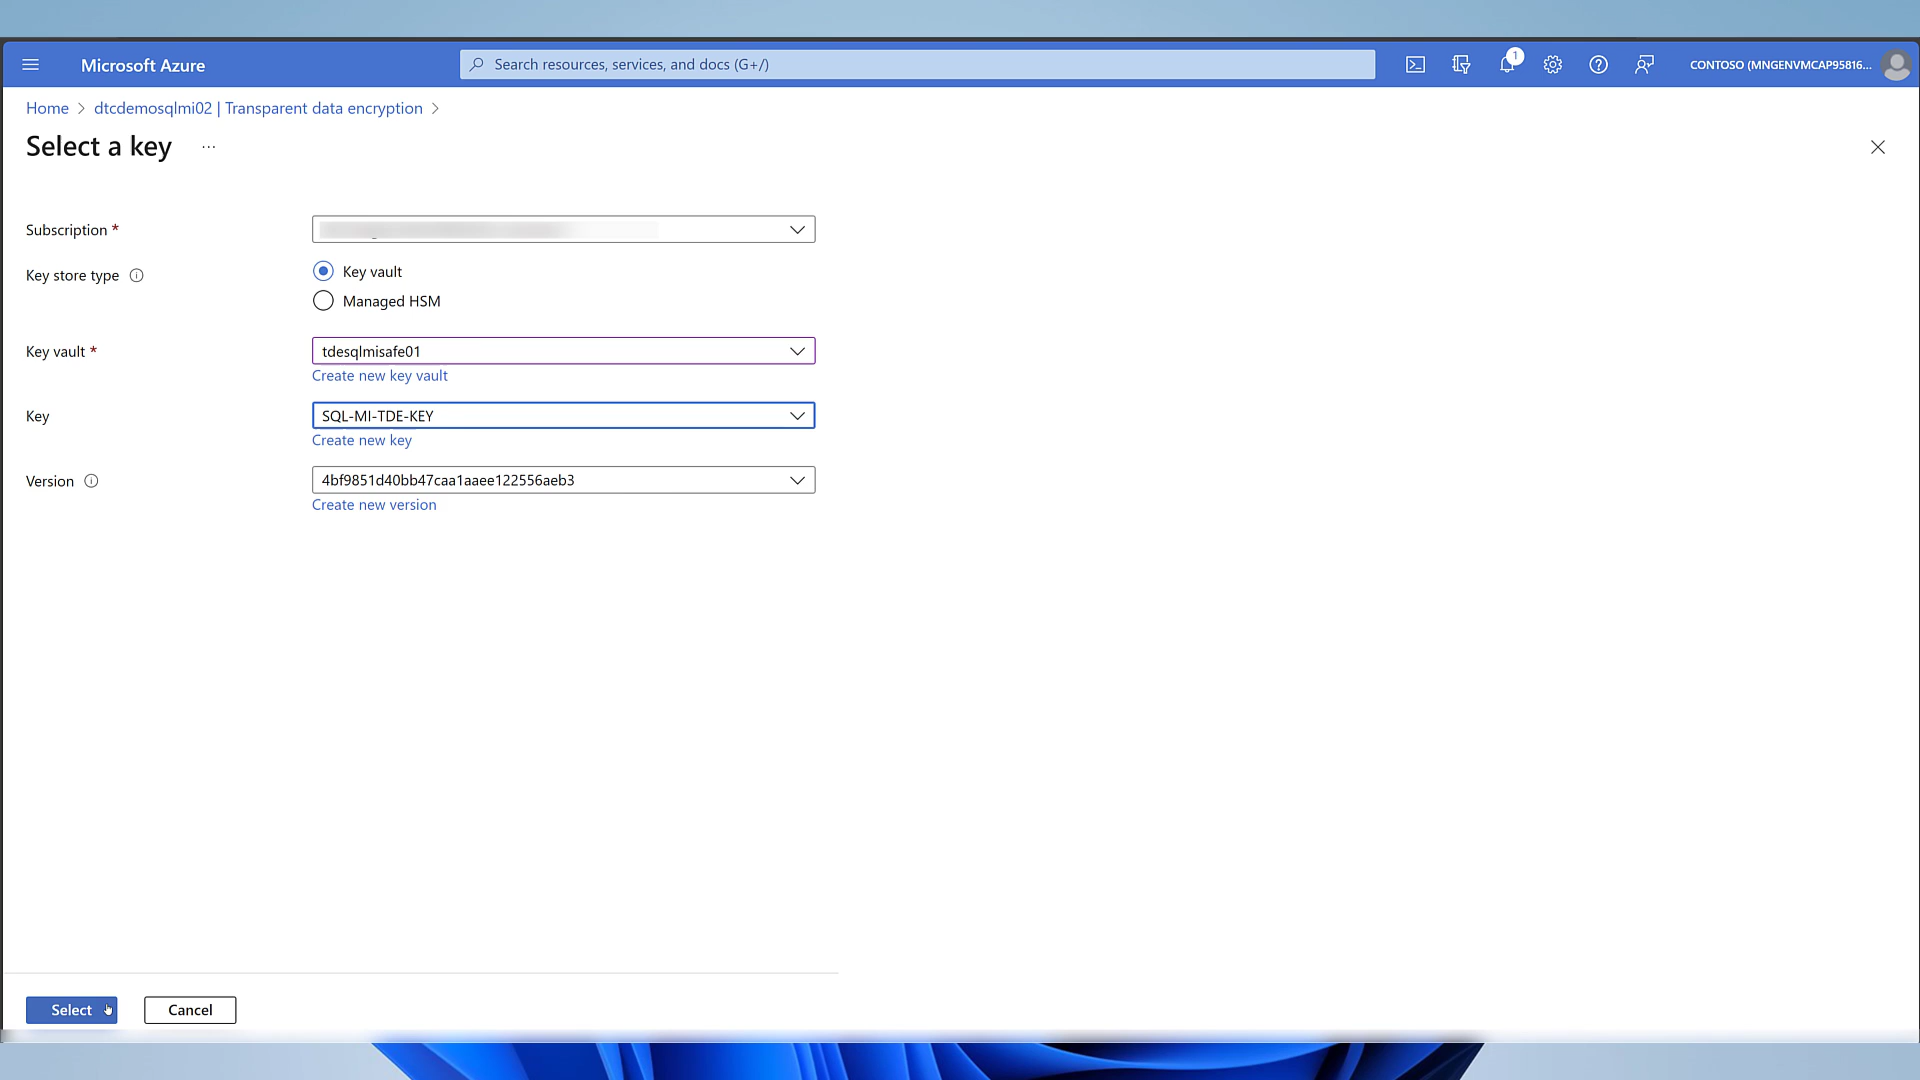 Microsoft Azure
Search resources, services, and docs (G+/)
1
CONTOSO (MNGENVMCAP95816...
Home > dtcdemosqlmi02 | Transparent data encryption >
Select a key ...
Subscription *
Key store type
Key vault
Managed HSM
Key vault *
tdesqlmisafe01
Create new key vault
Key
SQL-MI-TDE-KEY
Create new key
Version
4bf9851d40bb47caa1aaee122556aeb3
Create new version
Select
Cancel